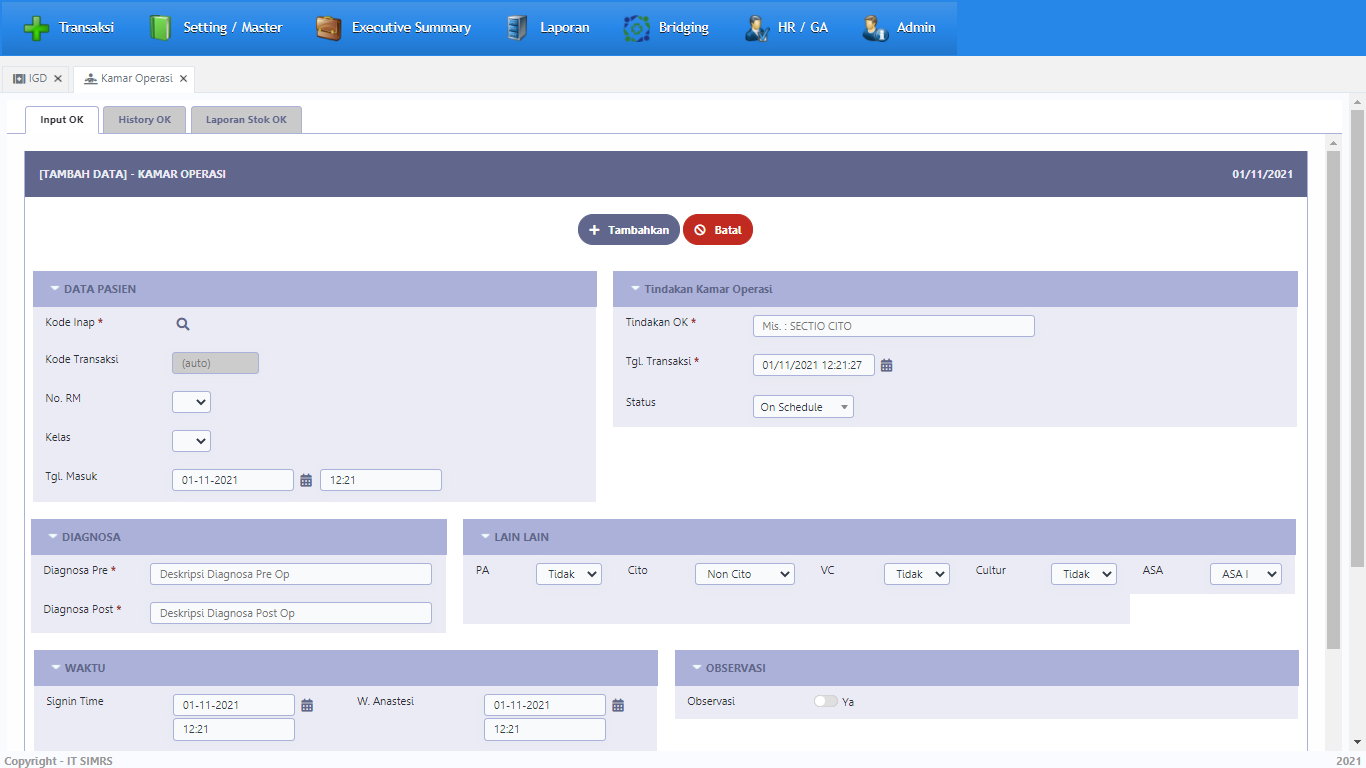 Transaksi Setting / Master Executive Summary Laporan Bridging HR / GA Admin
IGD Kamar Operasi
Input OK History OK Laporan Stok OK
[TAMBAH DATA] - KAMAR OPERASI 01/11/2021
Tambahkan Batal
DATA PASIEN
Kode Inap *
Kode Transaksi (auto)
No. RM
Kelas
Tgl. Masuk 01-11-2021 12:21
Tindakan Kamar Operasi
Tindakan OK * Mis. : SECTIO CITO
Tgl. Transaksi * 01/11/2021 12:21:27
Status On Schedule
DIAGNOSA
Diagnosa Pre * Deskripsi Diagnosa Pre Op
Diagnosa Post * Deskripsi Diagnosa Post Op
LAIN LAIN
PA Tidak Cito Non Cito VC Tidak Cultur Tidak ASA ASA I
WAKTU
Signin Time 01-11-2021 W. Anastesi 01-11-2021
12:21 12:21
OBSERVASI
Observasi Ya
Copyright - IT SIMRS 2021